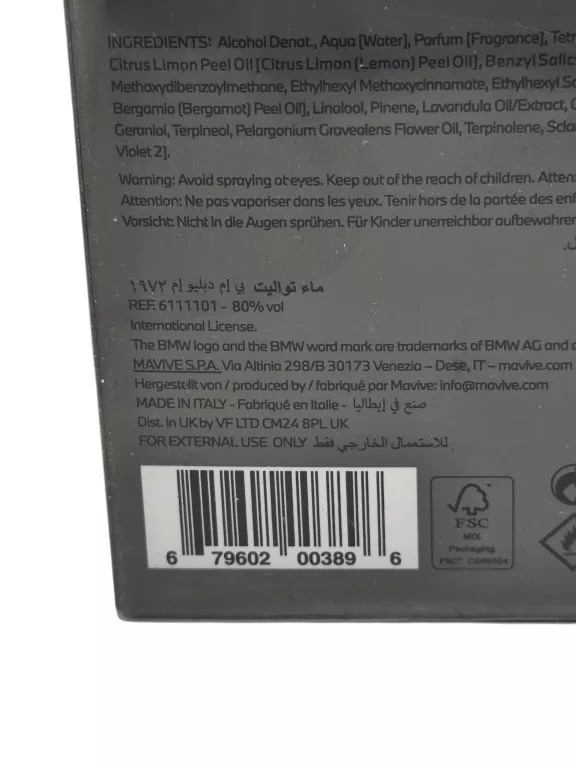 INGREDIENTS: Alcohol Denat., Aqua [Water], Parfum [Fragrance], Tetr
Citrus Limon Peel Oil [Citrus Limon (Lemon) Peel Oil], Benzyl Salic
Methoxydibenzoylmethane, Ethylhexyl Methoxycinnamate, Ethylhexyl Sa
Bergamia (Bergamot) Peel Oil], Linalool, Pinene, Lavandula Oil/Extract, C
Geraniol, Terpineol, Pelargonium Graveolens Flower Oil, Terpinolene, Scla
Violet 2].
Warning: Avoid spraying at eyes. Keep out of the reach of children. Atten
Attention: Ne pas vaporiser dans les yeux. Tenir hors de la portée des enf
Vorsicht: Nicht in die Augen sprühen. Für Kinder unerreichbar aufbewahren
ماء تواليت بي إم دبليو إم ١٩٧٢
REF. 6111101 - 80% vol
International License.
The BMW logo and the BMW word mark are trademarks of BMW AG and
MAVIVE S.P.A. Via Altinia 298/B 30173 Venezia – Dese, IT – mavive.com
Hergestellt von / produced by / fabriqué par Mavive: info@mavive.com
MADE IN ITALY - Fabriqué en Italie - صنع في إيطاليا
Dist. in UK by VF LTD CM24 8PL UK
FOR EXTERNAL USE ONLY للاستعمال الخارجي فقط.
6 79602 00389 6
FSC
MIX
Packaging